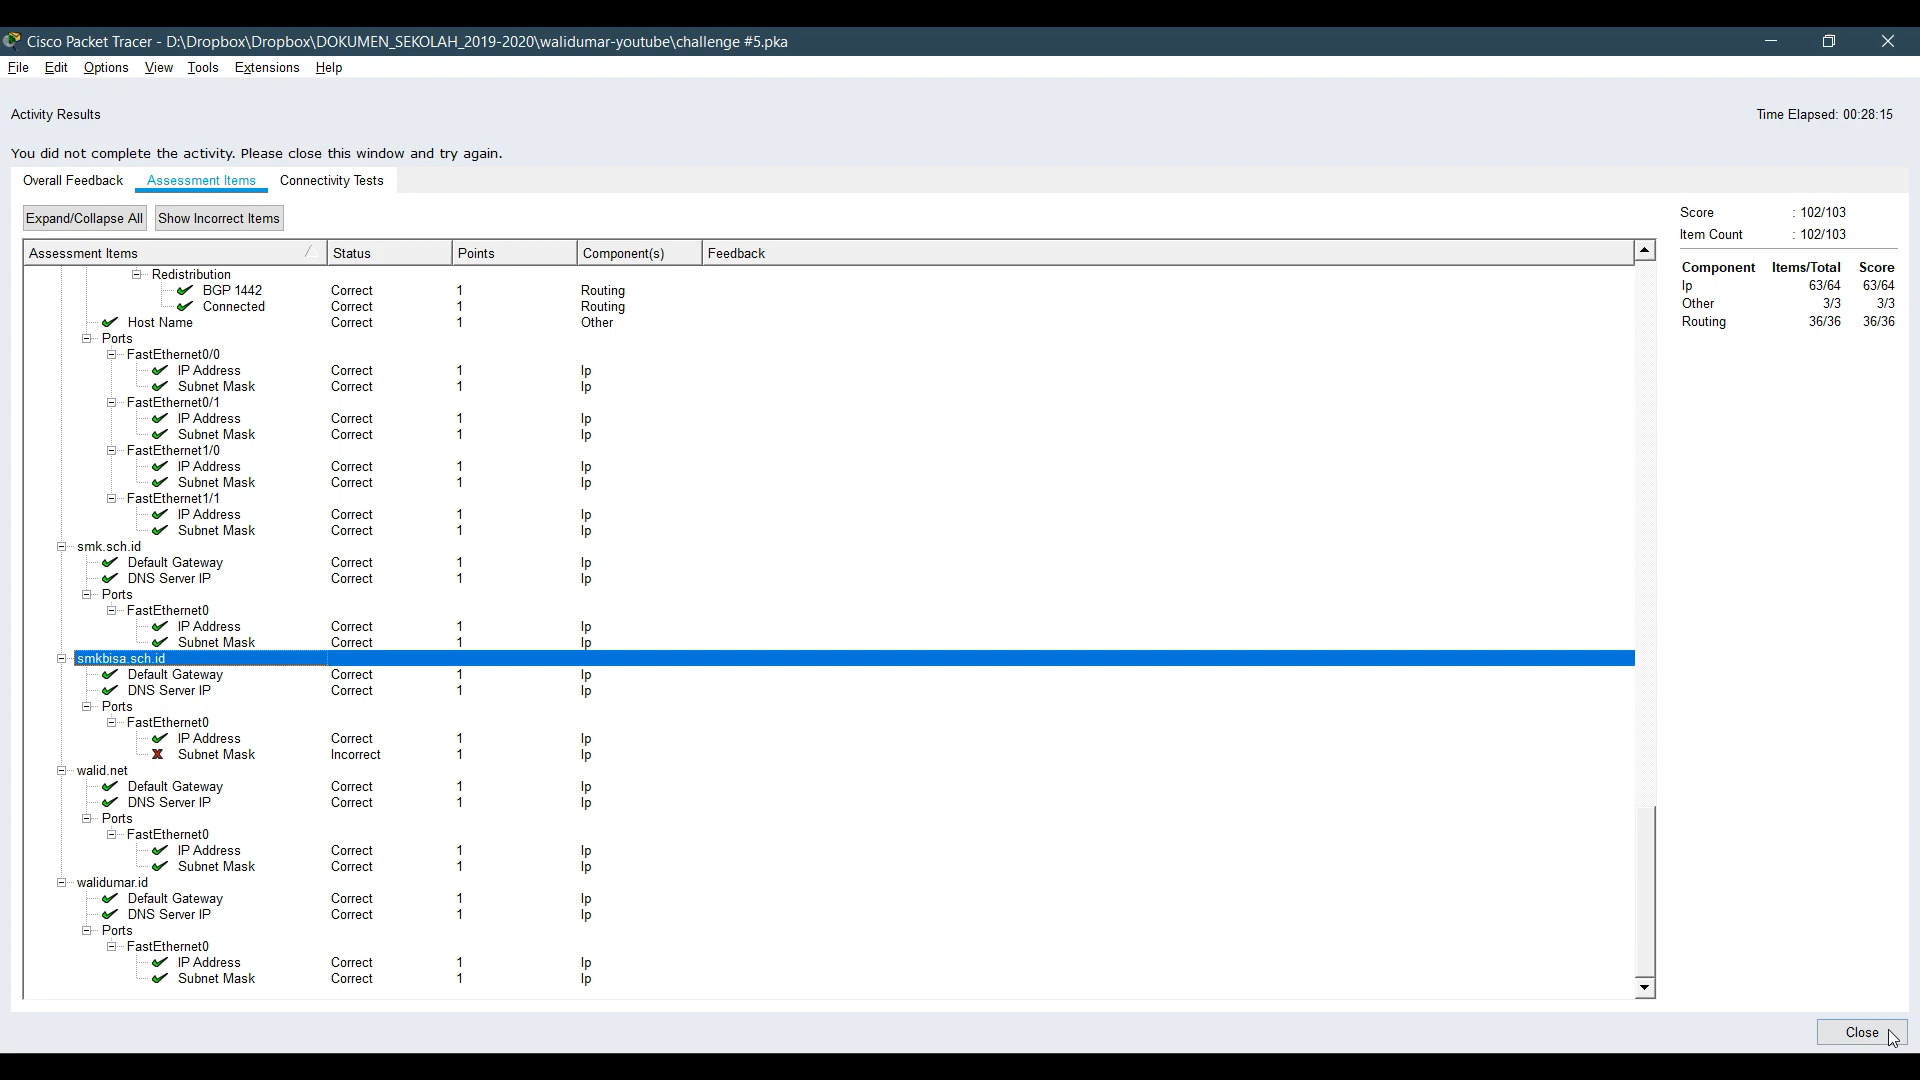 Cisco Packet Tracer - D:\Dropbox\Dropbox\DOKUMEN_SEKOLAH_2019-2020\walidumar-youtube\challenge #5.pka
File Edit Options View Tools Extensions Help
Activity Results
Time Elapsed: 00:28:15
You did not complete the activity. Please close this window and try again.
Overall Feedback Assessment Items Connectivity Tests
Expand/Collapse All Show Incorrect Items
Score : 102/103
Item Count : 102/103
Component Items/Total Score
Ip 63/64 63/64
Other 3/3 3/3
Routing 36/36 36/36
Assessment Items Status Points Component(s) Feedback
Redistribution
BGP 1442 Correct 1 Routing
Connected Correct 1 Routing
Host Name Correct 1 Other
Ports
FastEthernet0/0
IP Address Correct 1 Ip
Subnet Mask Correct 1 Ip
FastEthernet0/1
IP Address Correct 1 Ip
Subnet Mask Correct 1 Ip
FastEthernet1/0
IP Address Correct 1 Ip
Subnet Mask Correct 1 Ip
FastEthernet1/1
IP Address Correct 1 Ip
Subnet Mask Correct 1 Ip
smk.sch.id
Default Gateway Correct 1 Ip
DNS Server IP Correct 1 Ip
Ports
FastEthernet0
IP Address Correct 1 Ip
Subnet Mask Correct 1 Ip
smkbisa.sch.id
Default Gateway Correct 1 Ip
DNS Server IP Correct 1 Ip
Ports
FastEthernet0
IP Address Correct 1 Ip
Subnet Mask Incorrect 1 Ip
walid.net
Default Gateway Correct 1 Ip
DNS Server IP Correct 1 Ip
Ports
FastEthernet0
IP Address Correct 1 Ip
Subnet Mask Correct 1 Ip
walidumar.id
Default Gateway Correct 1 Ip
DNS Server IP Correct 1 Ip
Ports
FastEthernet0
IP Address Correct 1 Ip
Subnet Mask Correct 1 Ip
Close